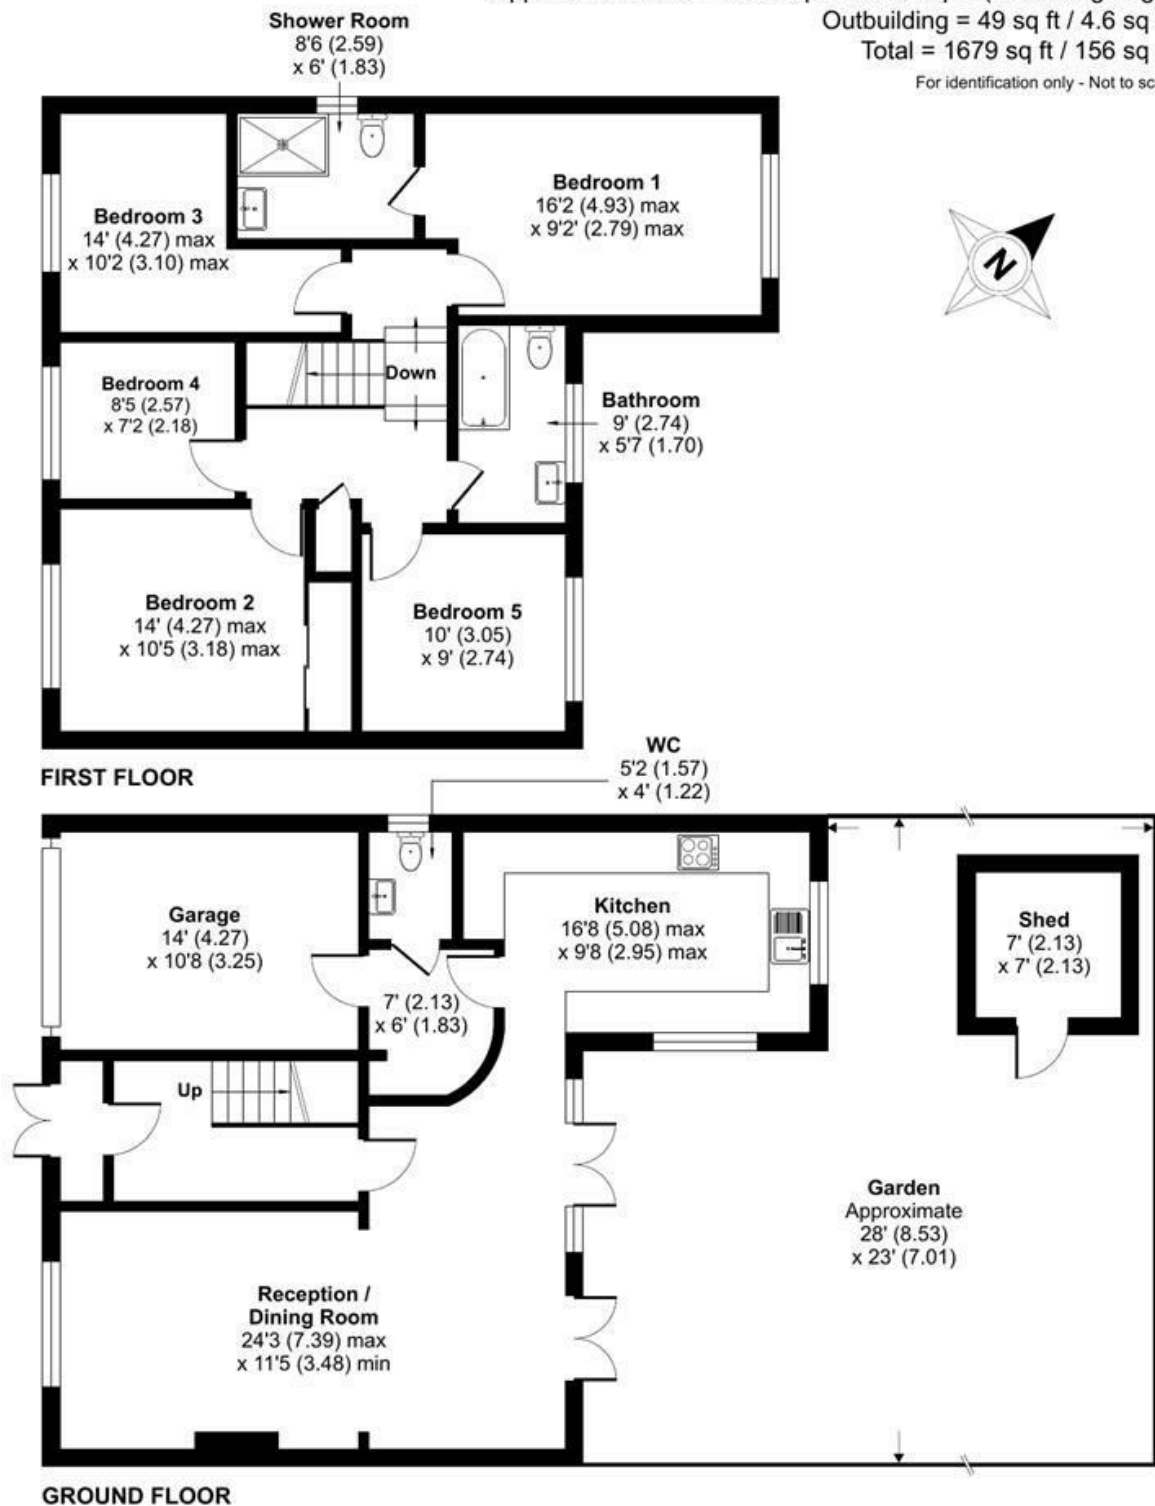 Outbuilding = 49 sq ft / 4.6 sq
Total = 1679 sq ft / 156 sq
For identification only - Not to sc
Shower Room
8'6 (2.59)
x 6' (1.83)
Bedroom 1
16'2 (4.93) max
x 9'2' (2.79) max
Bedroom 3
14' (4.27) max
x 10'2 (3.10) max
N
Down
Bedroom 4
8'5 (2.57)
x 7'2 (2.18)
Bathroom
9' (2.74)
x 5'7 (1.70)
Bedroom 2
14' (4.27) max
x 10'5 (3.18) max
Bedroom 5
10' (3.05)
x 9' (2.74)
FIRST FLOOR
WC
5'2 (1.57)
x 4' (1.22)
Garage
14' (4.27)
x 10'8 (3.25)
Kitchen
16'8 (5.08) max
x 9'8 (2.95) max
Shed
7' (2.13)
x 7' (2.13)
7' (2.13)
x 6' (1.83)
Up
Garden
Approximate
28' (8.53)
x 23' (7.01)
Reception /
Dining Room
24'3 (7.39) max
x 11'5 (3.48) min
GROUND FLOOR